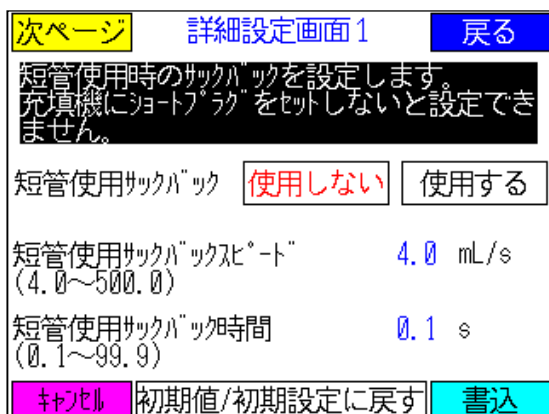 次ページ 詳細設定画面1 戻る
短管使用時のｻｯｸﾊﾞｯｸを設定します。
充填機にｼｮｰﾄﾌﾟﾗｸﾞをｾｯﾄしないと設定でき
ません。
短管使用ｻｯｸﾊﾞｯｸ 使用しない 使用する
短管使用ｻｯｸﾊﾞｯｸｽﾋﾟｰﾄﾞ 4.0 mL/s
(4.0～500.0)
短管使用ｻｯｸﾊﾞｯｸ時間 0.1 s
(0.1～99.9)
ｷｬﾝｾﾙ 初期値/初期設定に戻す 書込